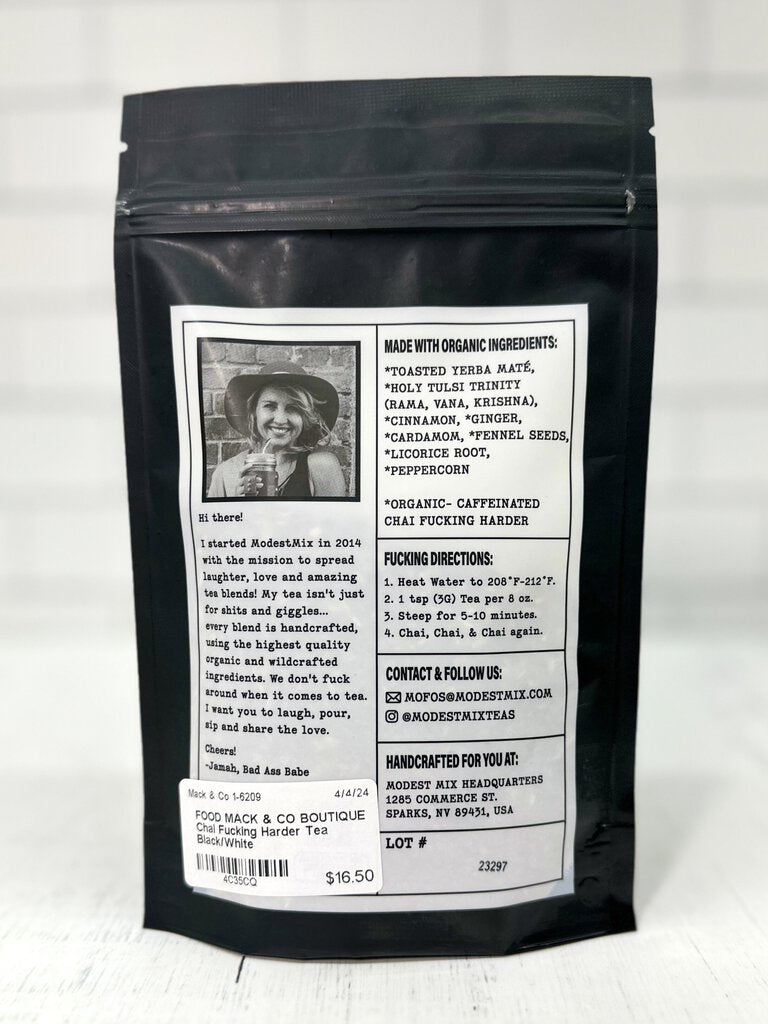 Hi there!
I started ModestMix in 2014
with the mission to spread
laughter, love and amazing
tea blends! My tea isn't just
for shits and giggles...
every blend is handcrafted,
using the highest quality
organic and wildcrafted
ingredients. We don't fuck
around when it comes to tea.
I want you to laugh, pour,
sip and share the love.
Cheers!
-Jamah, Bad Ass Babe
MADE WITH ORGANIC INGREDIENTS:
*TOASTED YERBA MATÉ,
*HOLY TULSI TRINITY
(RAMA, VANA, KRISHNA),
*CINNAMON, *GINGER,
*CARDAMOM, *FENNEL SEEDS,
*LICORICE ROOT,
*PEPPERCORN
*ORGANIC- CAFFEINATED
CHAI FUCKING HARDER
FUCKING DIRECTIONS:
1. Heat Water to 208°F-212°F.
2. 1 tsp (3G) Tea per 8 oz.
3. Steep for 5-10 minutes.
4. Chai, Chai, & Chai again.
CONTACT & FOLLOW US:
MOFOS@MODESTMIX.COM
@MODESTMIXTEAS
HANDCRAFTED FOR YOU AT:
MODEST MIX HEADQUARTERS
1285 COMMERCE ST.
SPARKS, NV 89431, USA
LOT #
23297
Mack & Co 1-6209 4/4/24
FOOD MACK & CO BOUTIQUE
Chai Fucking Harder Tea
Black/White
4C35CQ $16.50